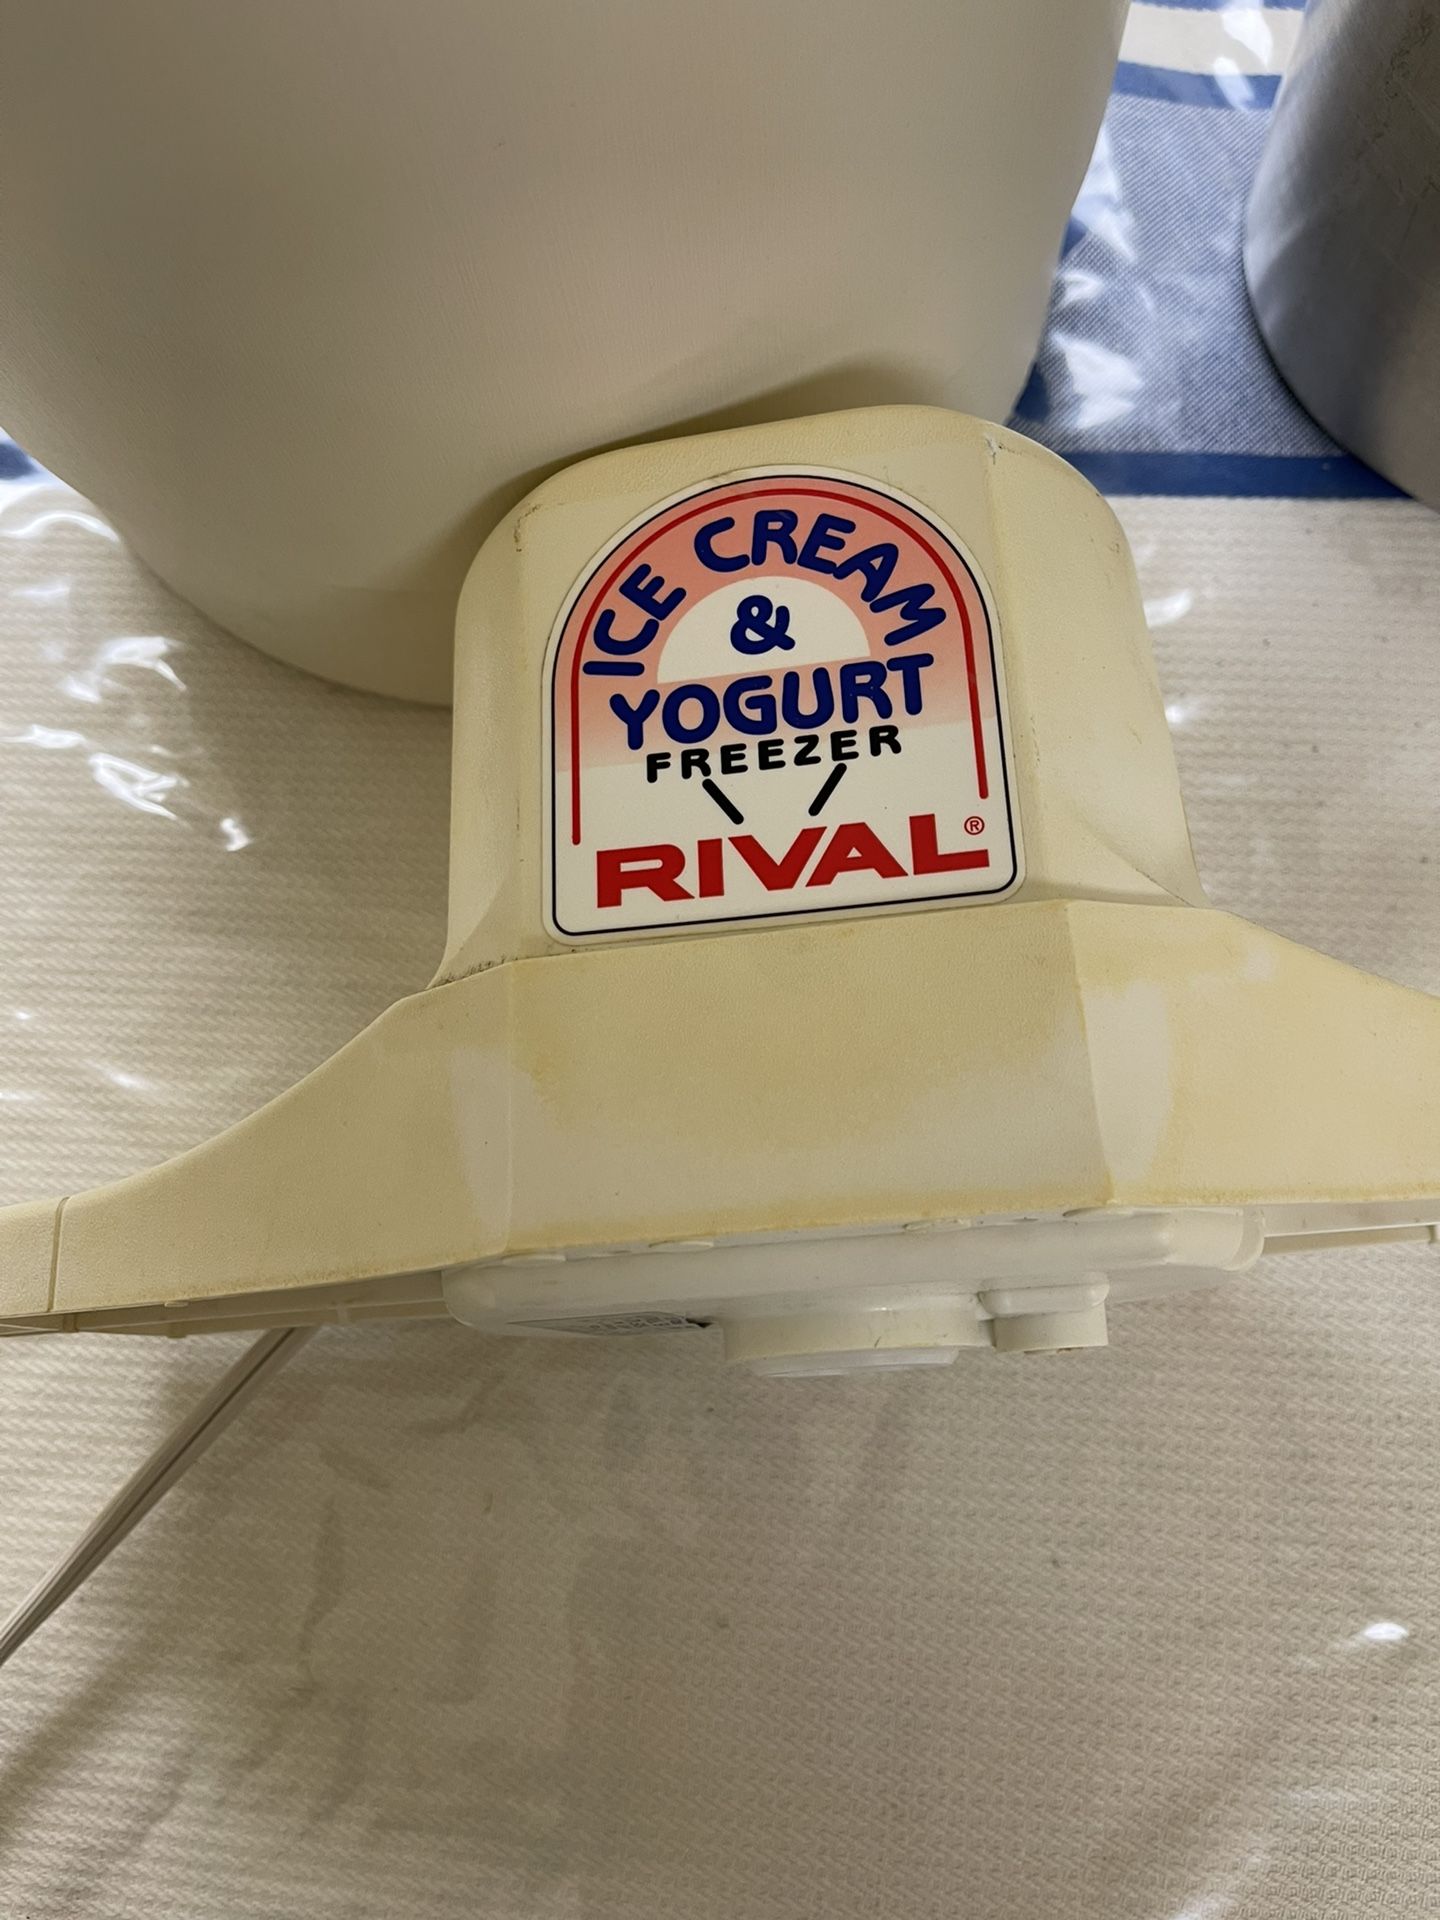 ICE CREAM
&
YOGURT
FREEZER
RIVAL®